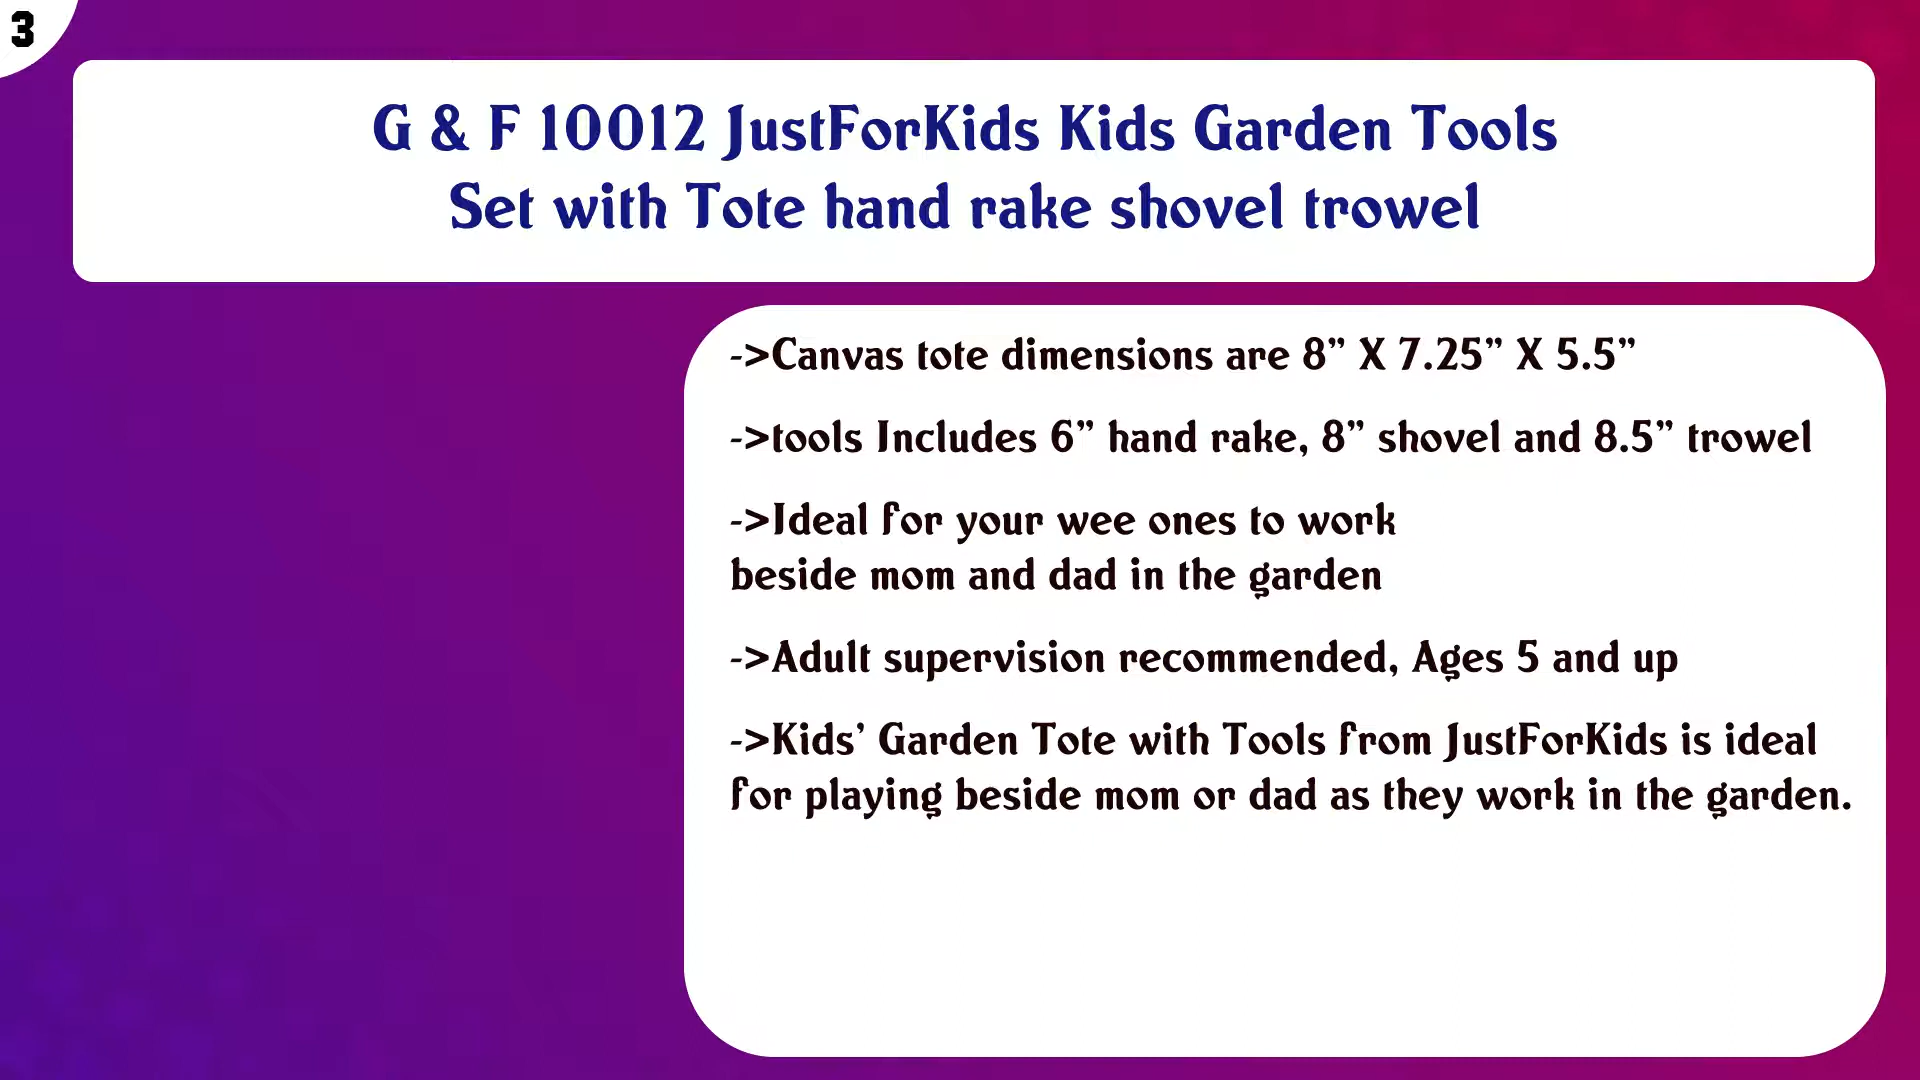 3
G & F 10012 JustForKids Kids Garden Tools
Set with Tote hand rake shovel trowel
->Canvas tote dimensions are 8” X 7.25” X 5.5”
->tools Includes 6” hand rake, 8” shovel and 8.5” trowel
->Ideal for your wee ones to work
beside mom and dad in the garden
->Adult supervision recommended, Ages 5 and up
->Kids’ Garden Tote with Tools from JustForKids is ideal
for playing beside mom or dad as they work in the garden.